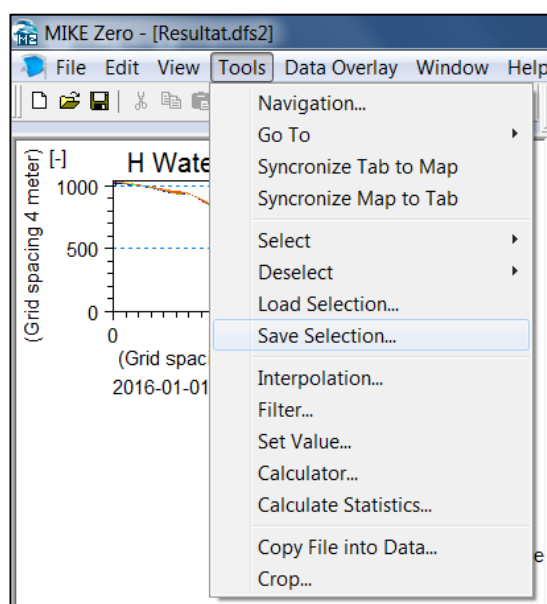 MIKE Zero - [Resultat.dfs2]
File Edit View Tools Data Overlay Window Help
Navigation...
Go To
Syncronize Tab to Map
Syncronize Map to Tab
Select
Deselect
Load Selection...
Save Selection...
Interpolation...
Filter...
Set Value...
Calculator...
Calculate Statistics...
Copy File into Data...
Crop...
[-]
H Wate
(Grid spacing 4 meter)
1000
500
0
0
(Grid spaci
2016-01-01
e